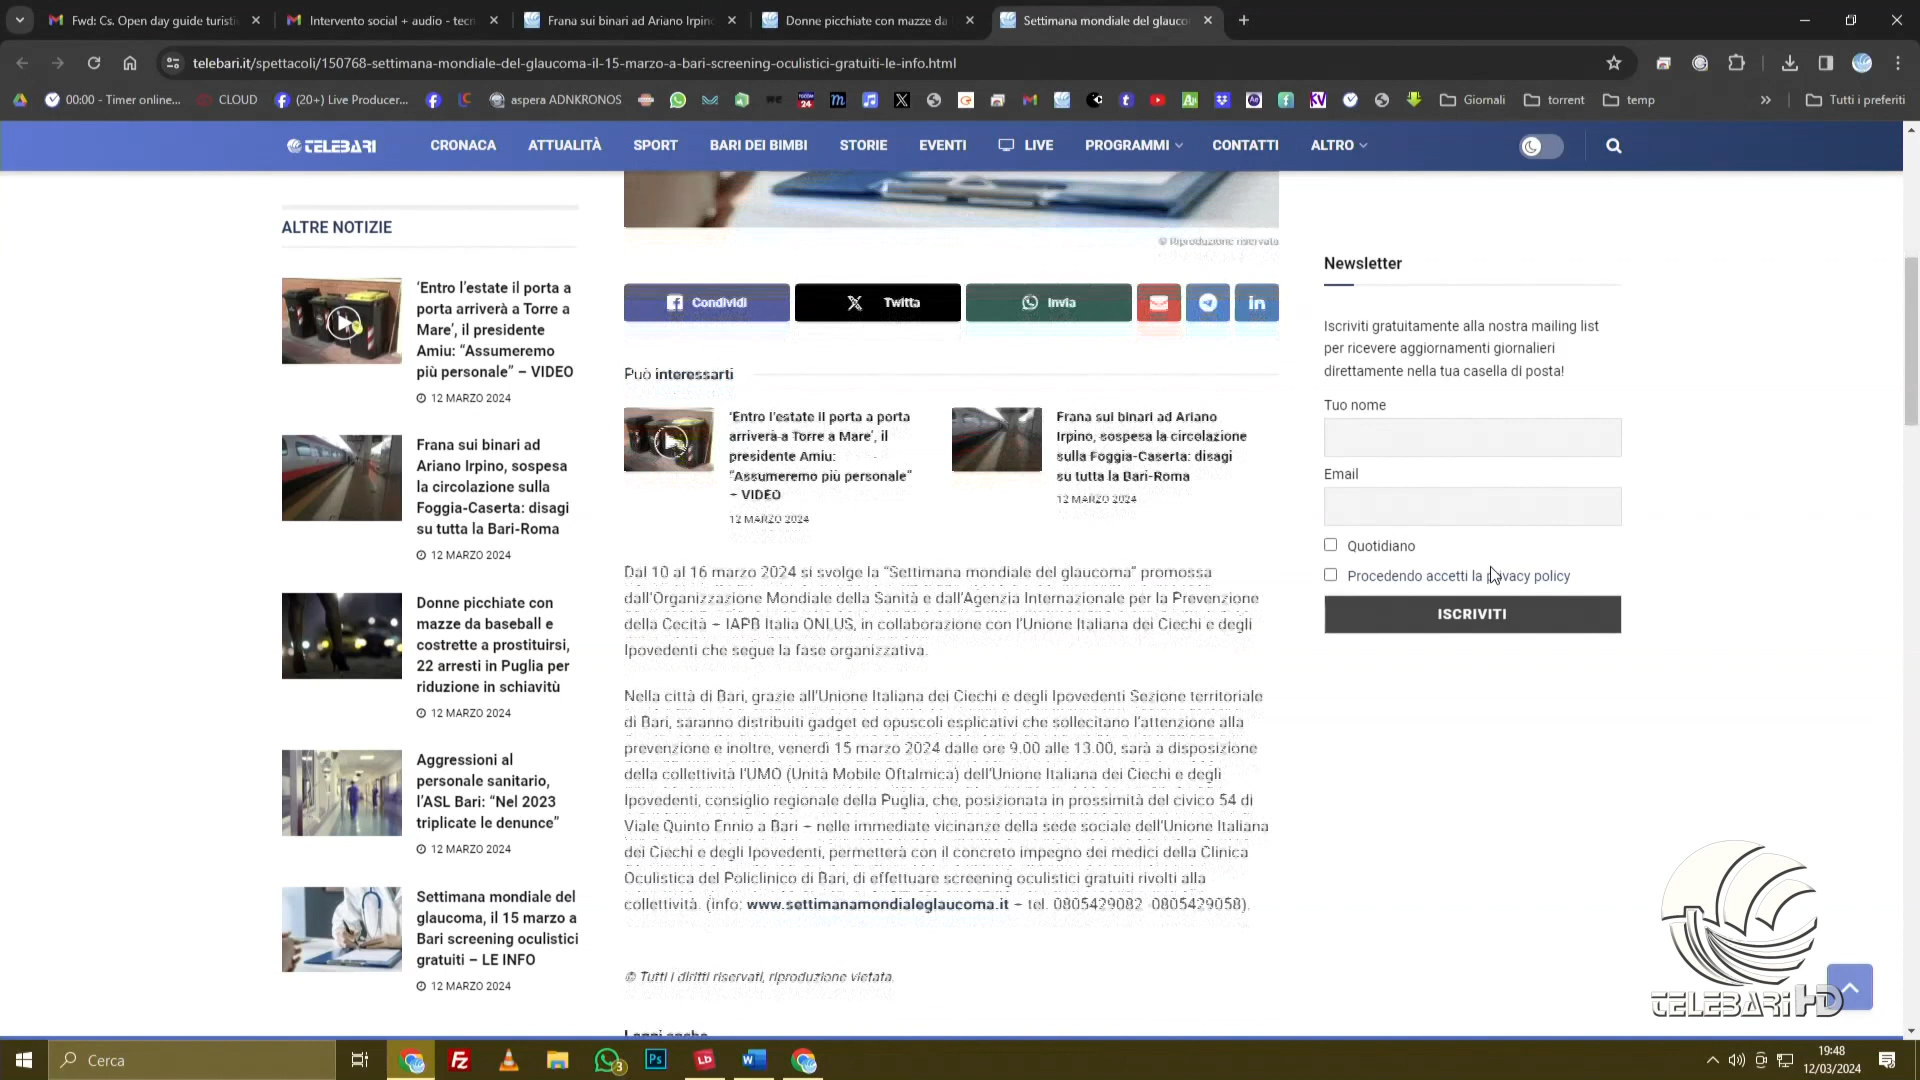 Fwd: Cs. Open day guide turisti
Intervento social + audio - tecn
Frana sui binari ad Ariano Irpin
Donne picchiate con mazze da
Settimana mondiale del glauco
telebari.it/spettacoli/150768-settimana-mondiale-del-glaucoma-il-15-marzo-a-bari-screening-oculistici-gratuiti-le-info.html
00:00 - Timer online...
CLOUD
(20+) Live Producer...
aspera ADNKRONOS
Giornali
torrent
temp
Tutti i preferiti
TELEBARI
CRONACA
ATTUALITÀ
SPORT
BARI DEI BIMBI
STORIE
EVENTI
LIVE
PROGRAMMI
CONTATTI
ALTRO
ALTRE NOTIZIE
'Entro l'estate il porta a
porta arriverà a Torre a
Mare', il presidente
Amiu: "Assumeremo
più personale" – VIDEO
12 MARZO 2024
Frana sui binari ad
Ariano Irpino, sospesa
la circolazione sulla
Foggia-Caserta: disagi
su tutta la Bari-Roma
12 MARZO 2024
Donne picchiate con
mazze da baseball e
costrette a prostituirsi,
22 arresti in Puglia per
riduzione in schiavitù
12 MARZO 2024
Aggressioni al
personale sanitario,
l'ASL Bari: "Nel 2023
triplicate le denunce"
12 MARZO 2024
Settimana mondiale del
glaucoma, il 15 marzo a
Bari screening oculistici
gratuiti – LE INFO
12 MARZO 2024
© Riproduzione riservata
Condividi
Twitta
Invia
Può interessarti
'Entro l'estate il porta a porta
arriverà a Torre a Mare', il
presidente Amiu:
"Assumeremo più personale"
– VIDEO
12 MARZO 2024
Frana sui binari ad Ariano
Irpino, sospesa la circolazione
sulla Foggia-Caserta: disagi
su tutta la Bari-Roma
12 MARZO 2024
Dal 10 al 16 marzo 2024 si svolge la "Settimana mondiale del glaucoma" promossa
dall'Organizzazione Mondiale della Sanità e dall'Agenzia Internazionale per la Prevenzione
della Cecità – IAPB Italia ONLUS, in collaborazione con l'Unione Italiana dei Ciechi e degli
Ipovedenti che segue la fase organizzativa.
Nella città di Bari, grazie all'Unione Italiana dei Ciechi e degli Ipovedenti Sezione territoriale
di Bari, saranno distribuiti gadget ed opuscoli esplicativi che sollecitano l'attenzione alla
prevenzione e inoltre, venerdì 15 marzo 2024 dalle ore 9.00 alle 13.00, sarà a disposizione
della collettività l'UMO (Unità Mobile Oftalmica) dell'Unione Italiana dei Ciechi e degli
Ipovedenti, consiglio regionale della Puglia, che, posizionata in prossimità del civico 54 di
Viale Quinto Ennio a Bari – nelle immediate vicinanze della sede sociale dell'Unione Italiana
dei Ciechi e degli Ipovedenti, permetterà con il concreto impegno dei medici della Clinica
Oculistica del Policlinico di Bari, di effettuare screening oculistici gratuiti rivolti alla
collettività. (info: www.settimanamondialeglaucoma.it – tel. 0805429082 -0805429058).
© Tutti i diritti riservati, riproduzione vietata.
Leggi anche
Newsletter
Iscriviti gratuitamente alla nostra mailing list
per ricevere aggiornamenti giornalieri
direttamente nella tua casella di posta!
Tuo nome
Email
Quotidiano
Procedendo accetti la privacy policy
ISCRIVITI
TELEBARI HD
Cerca
19:48
12/03/2024